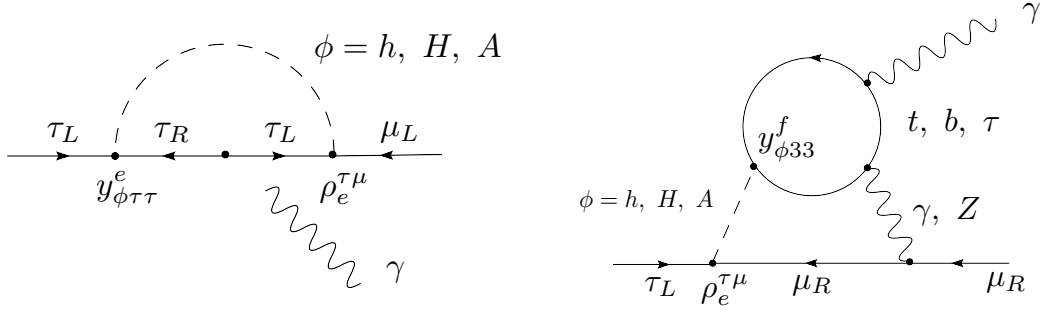 ϕ = h, H, A
τ_L τ_R τ_L μ_L
y^e_{ϕττ} ρ_e^{τμ}
γ
γ
t, b, τ
y^f_{ϕ33}
ϕ = h, H, A
γ, Z
τ_L ρ_e^{τμ} μ_R μ_R